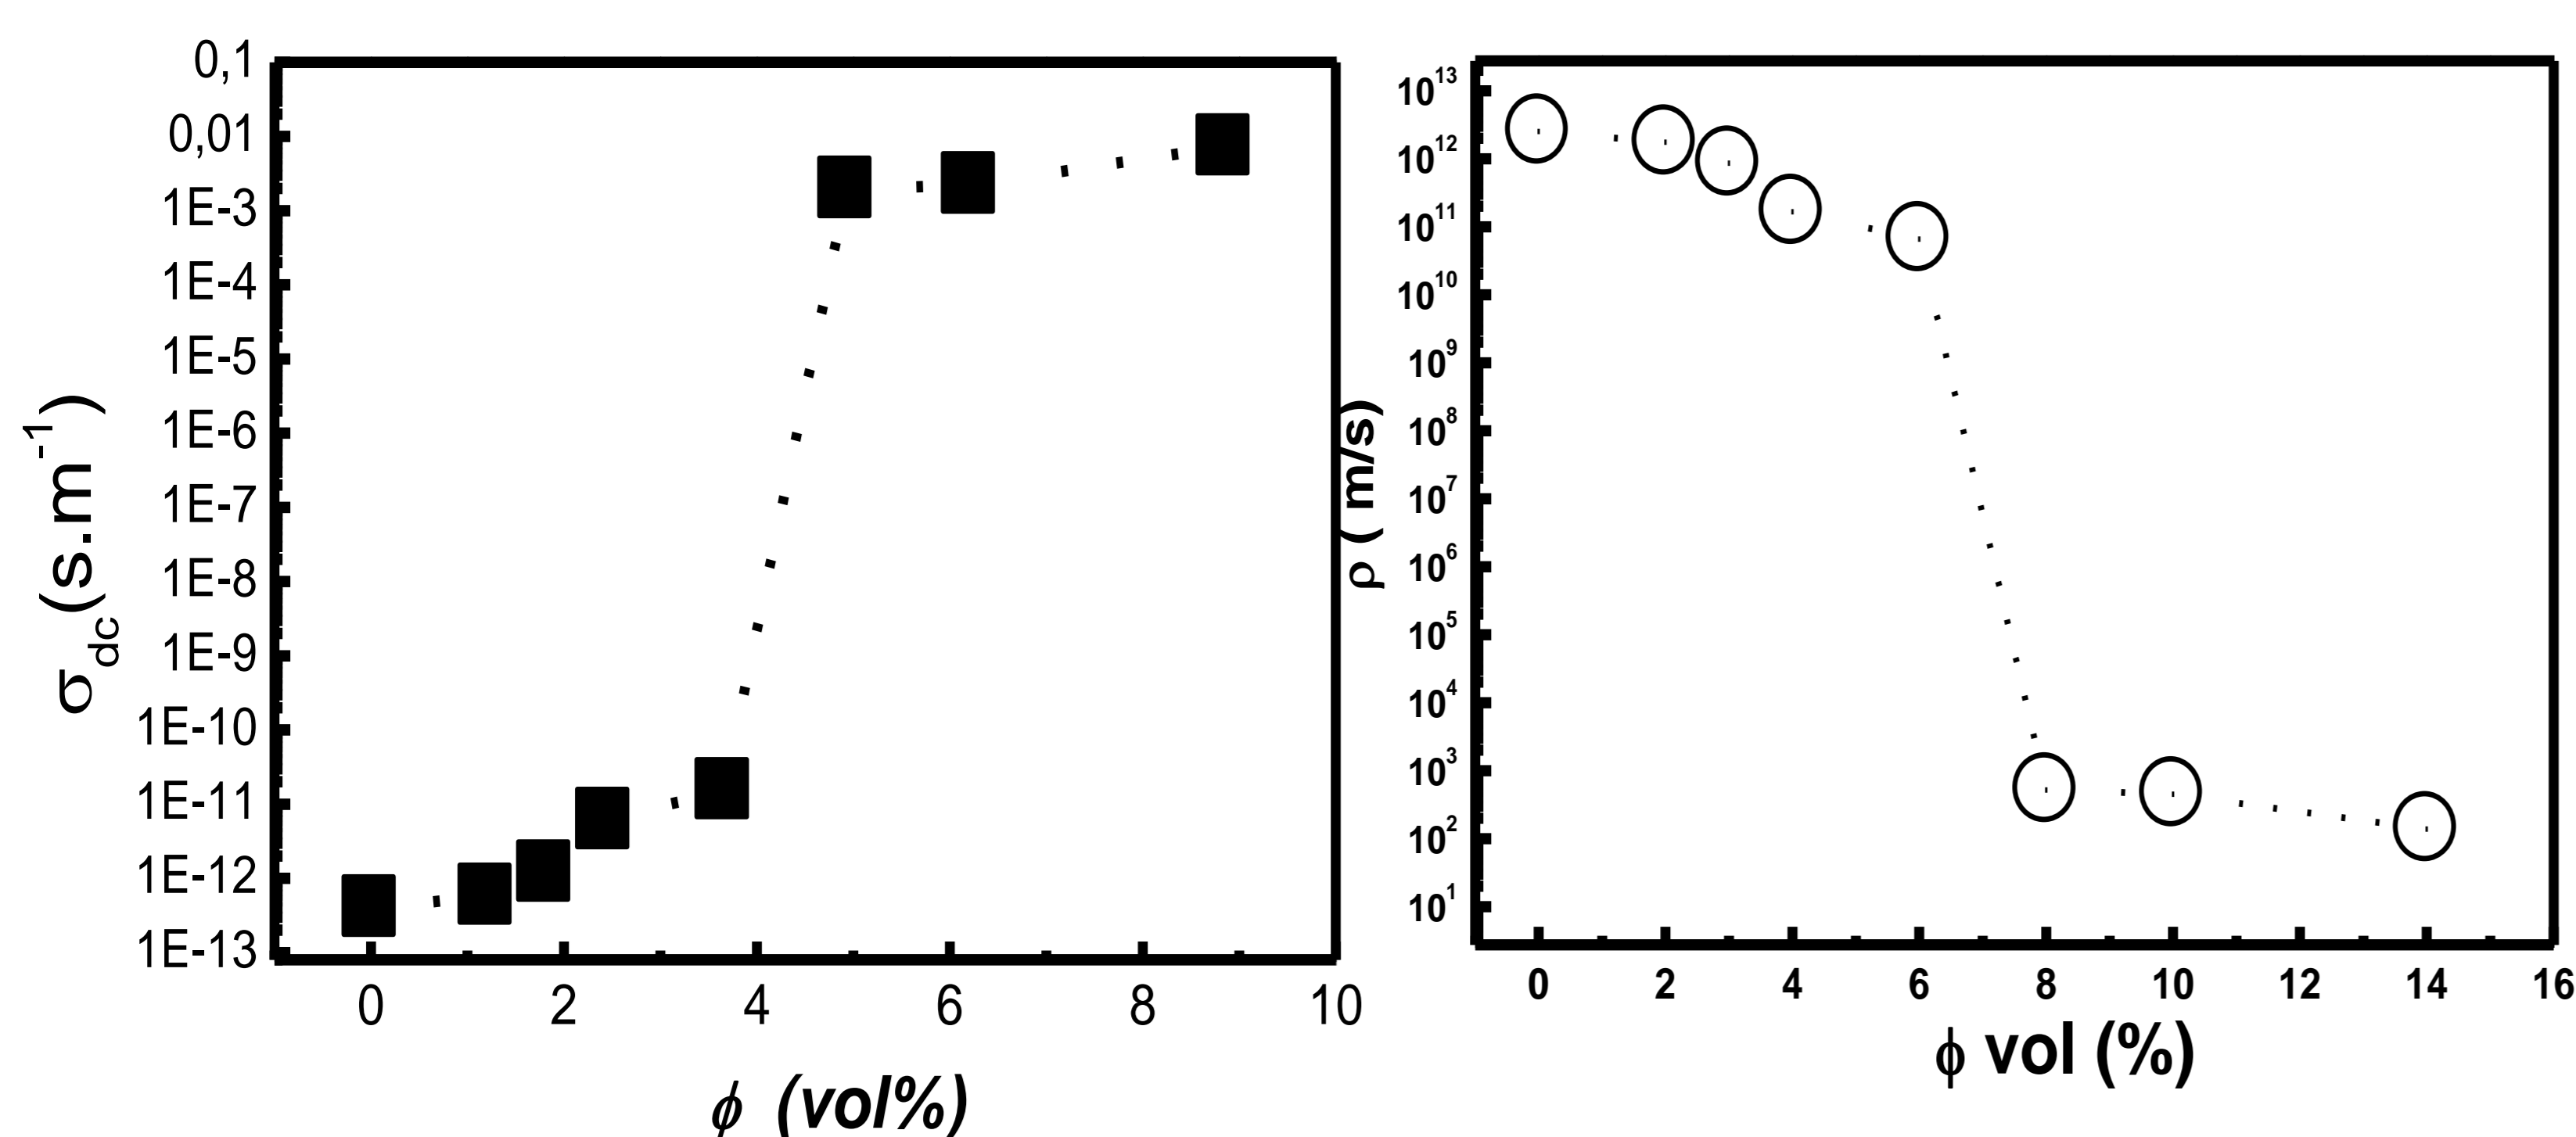 0,1
0,01
1E-3
1E-4
1E-5
1E-6
1E-7
1E-8
1E-9
1E-10
1E-11
1E-12
1E-13
σdc(s.m-1)
0 2 4 6 8 10
ϕ (vol%)
10^13
10^12
10^11
10^10
10^9
10^8
10^7
10^6
10^5
10^4
10^3
10^2
10^1
ρ ( m/s)
0 2 4 6 8 10 12 14 16
ϕ vol (%)